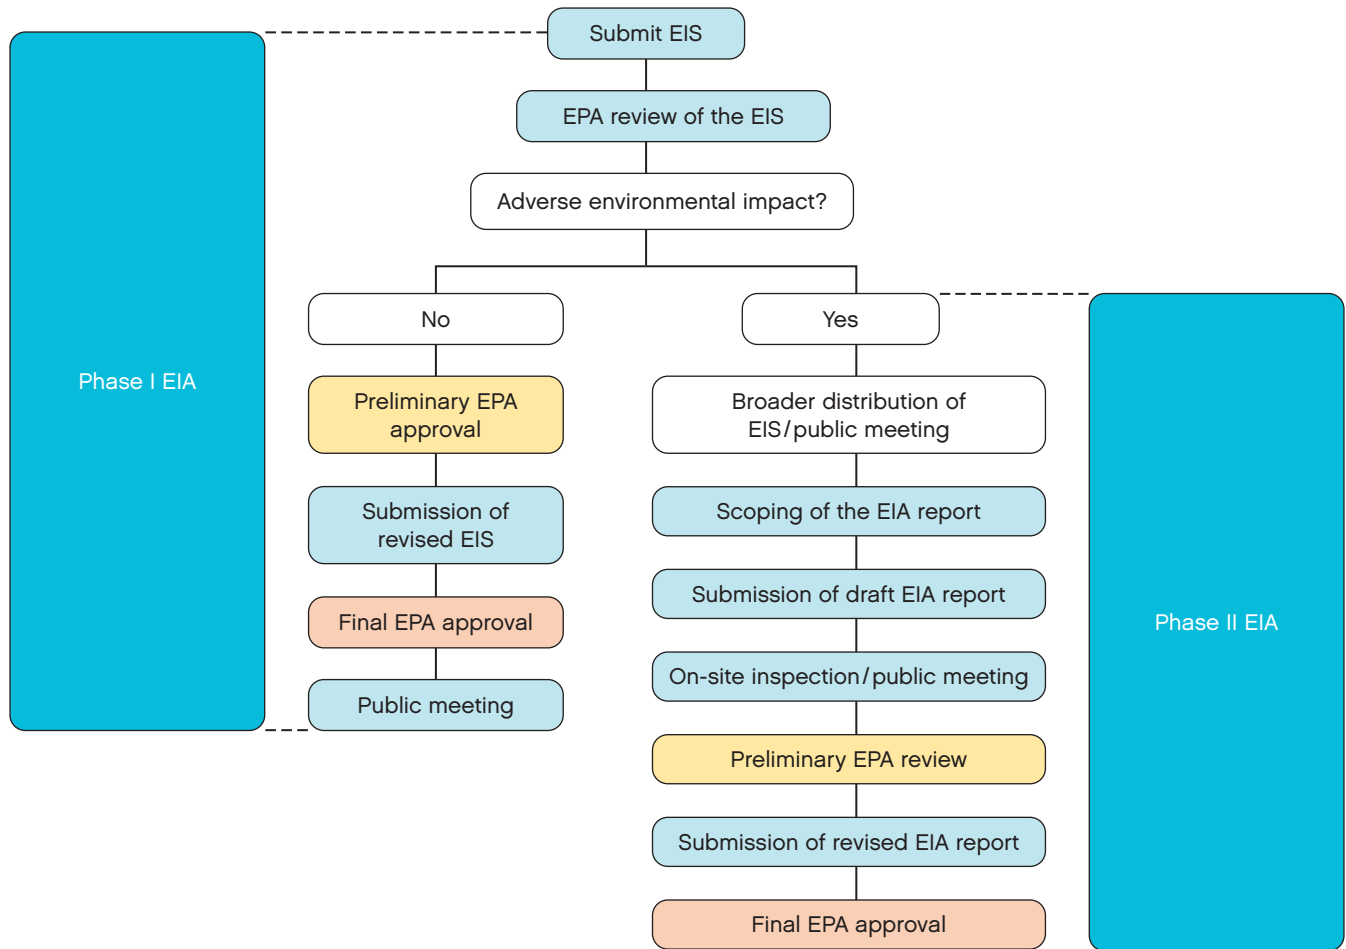 Submit EIS
EPA review of the EIS
Adverse environmental impact?
No
Yes
Phase I EIA
Preliminary EPA
approval
Broader distribution of
EIS/public meeting
Submission of
revised EIS
Scoping of the EIA report
Final EPA approval
Submission of draft EIA report
Phase II EIA
Public meeting
On-site inspection/public meeting
Preliminary EPA review
Submission of revised EIA report
Final EPA approval